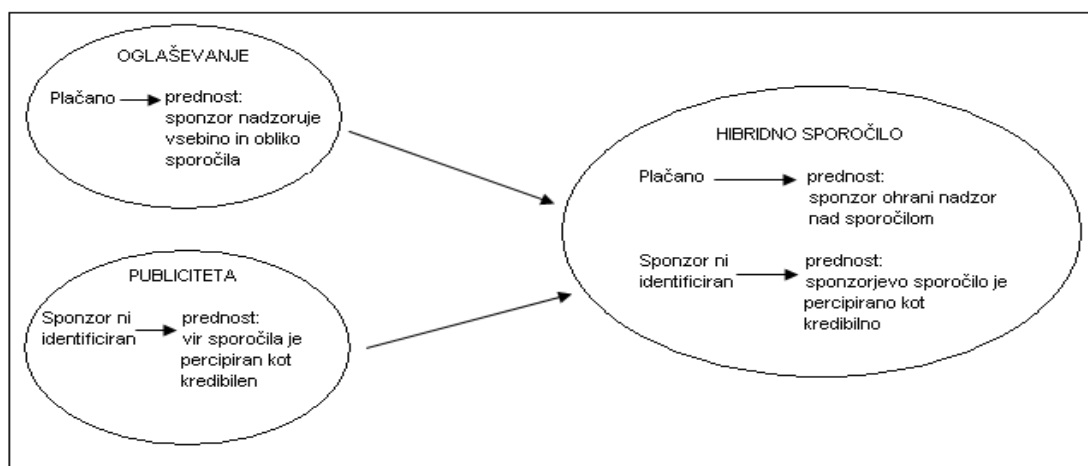 OGLAŠEVANJE
Plačano
prednost:
sponzor nadzoruje
vsebino in obliko
sporočila
PUBLICITETA
Sponzor ni
identificiran
prednost:
vir sporočila je
percipiran kot
kredibilen
HIBRIDNO SPOROČILO
Plačano
prednost:
sponzor ohrani nadzor
nad sporočilom
Sponzor ni
identificiran
prednost:
sponzorjevo sporočilo je
percipirano kot
kredibilno